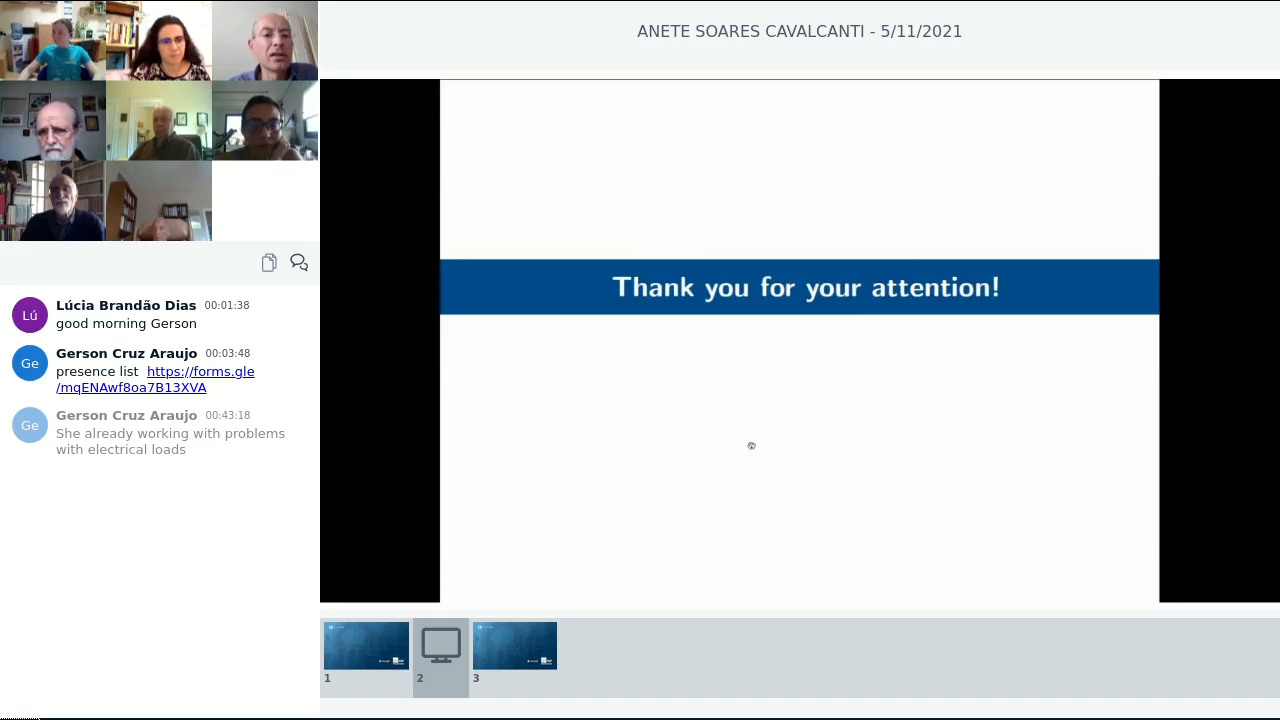 ANETE SOARES CAVALCANTI - 5/11/2021
Thank you for your attention!
Lú
Lúcia Brandão Dias 00:01:38
good morning Gerson
Ge
Gerson Cruz Araujo 00:03:48
presence list https://forms.gle
/mqENAwf8oa7B13XVA
Ge
Gerson Cruz Araujo 00:43:18
She already working with problems
with electrical loads
1
2
3